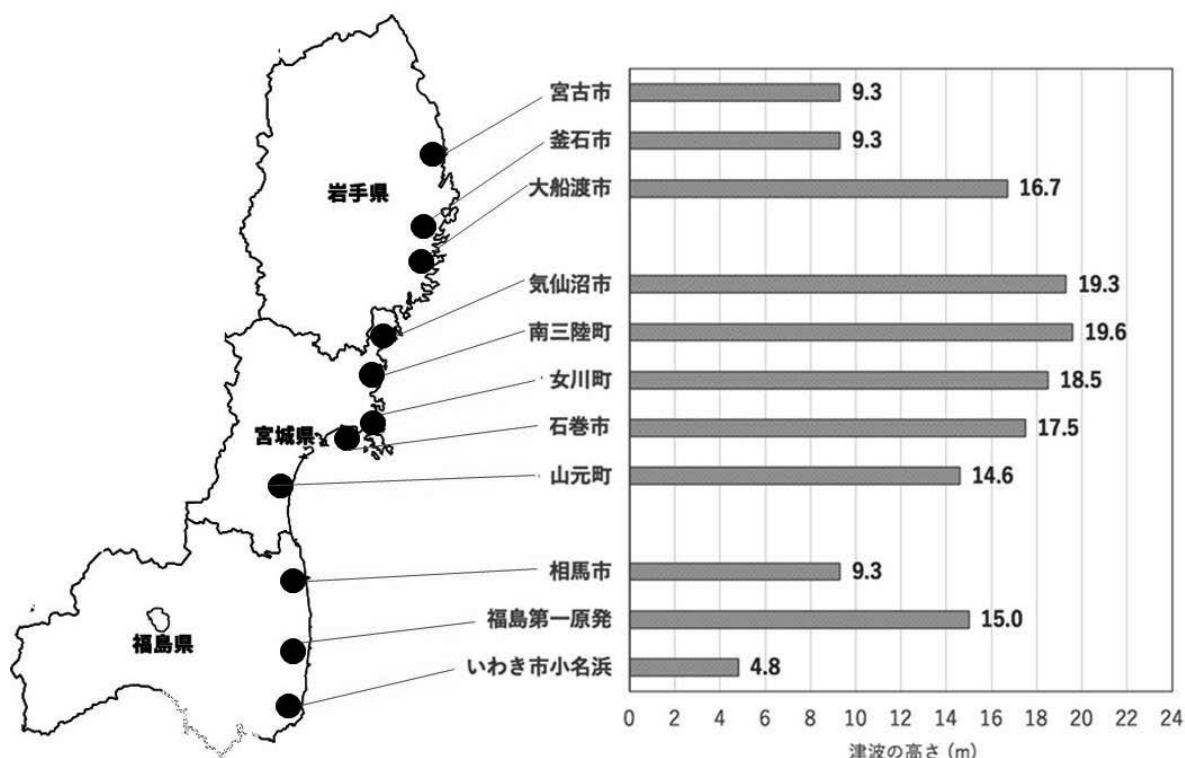 岩手県
宮城県
福島県
宮古市 9.3
釜石市 9.3
大船渡市 16.7
気仙沼市 19.3
南三陸町 19.6
女川町 18.5
石巻市 17.5
山元町 14.6
相馬市 9.3
福島第一原発 15.0
いわき市小名浜 4.8
0 2 4 6 8 10 12 14 16 18 20 22 24
津波の高さ (m)